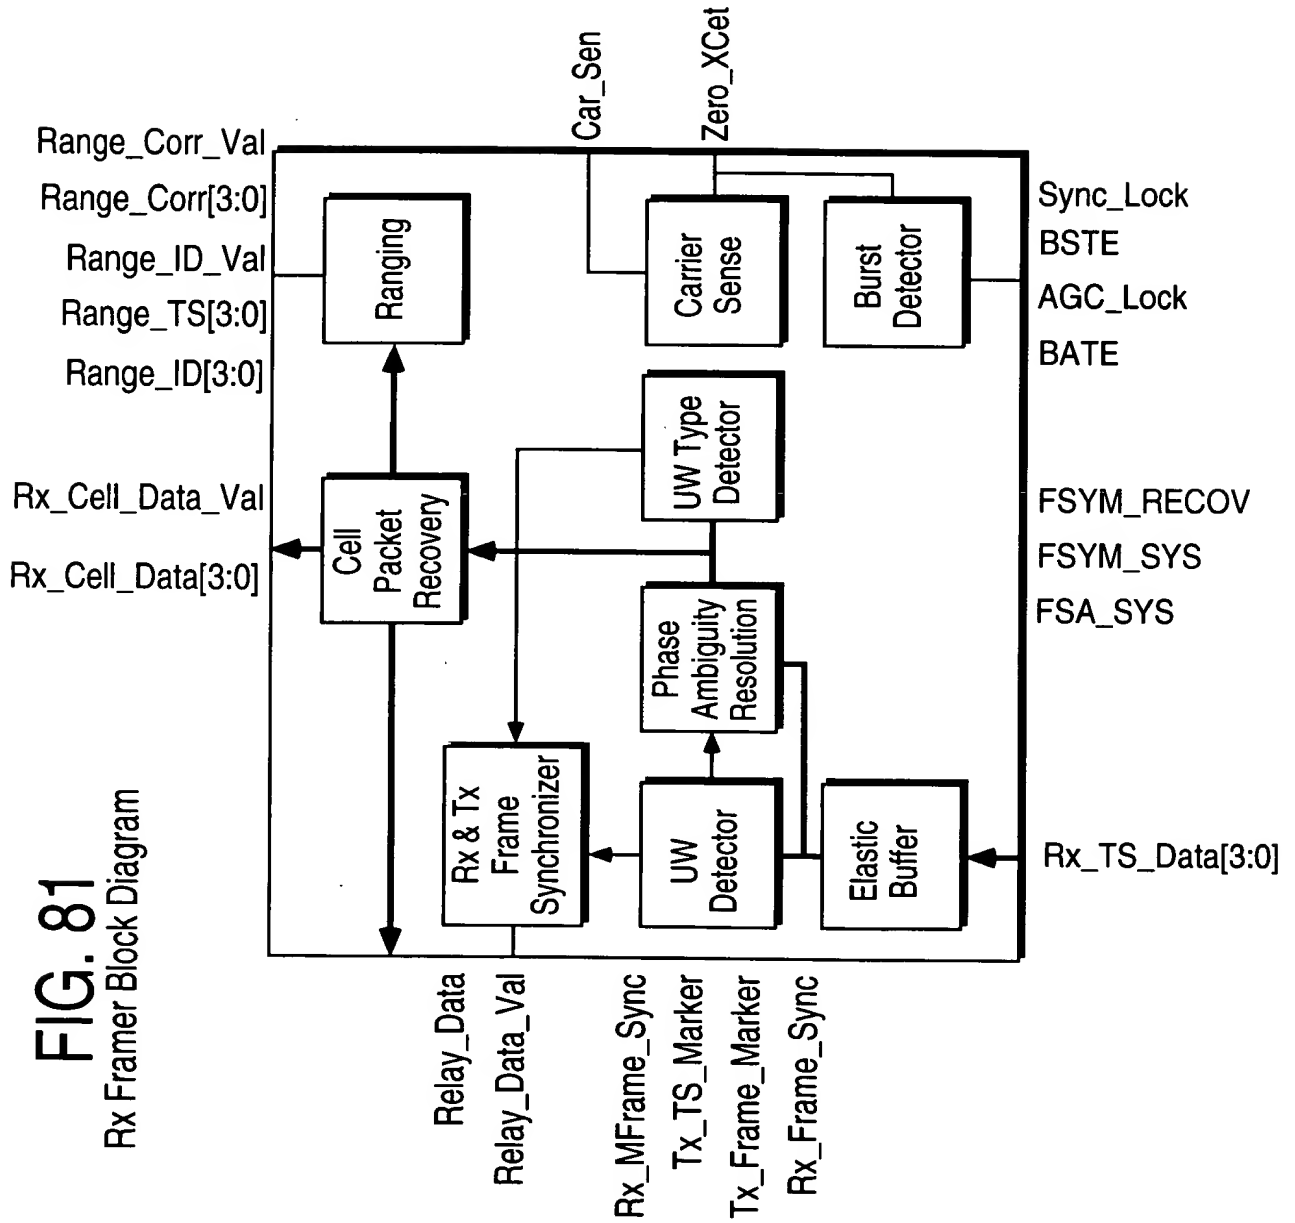 FIG. 81
Rx Framer Block Diagram
Range_Corr_Val
Range_Corr[3:0]
Range_ID_Val
Range_TS[3:0]
Range_ID[3:0]
Rx_Cell_Data_Val
Rx_Cell_Data[3:0]
Car_Sen
Zero_XCet
Sync_Lock
BSTE
AGC_Lock
BATE
FSYM_RECOV
FSYM_SYS
FSA_SYS
Rx_TS_Data[3:0]
Relay_Data
Relay_Data_Val
Rx_MFrame_Sync
Tx_TS_Marker
Tx_Frame_Marker
Rx_Frame_Sync
Ranging
Cell
Packet
Recovery
Carrier
Sense
Burst
Detector
UW Type
Detector
Phase
Ambiguity
Resolution
Rx & Tx
Frame
Synchronizer
UW
Detector
Elastic
Buffer